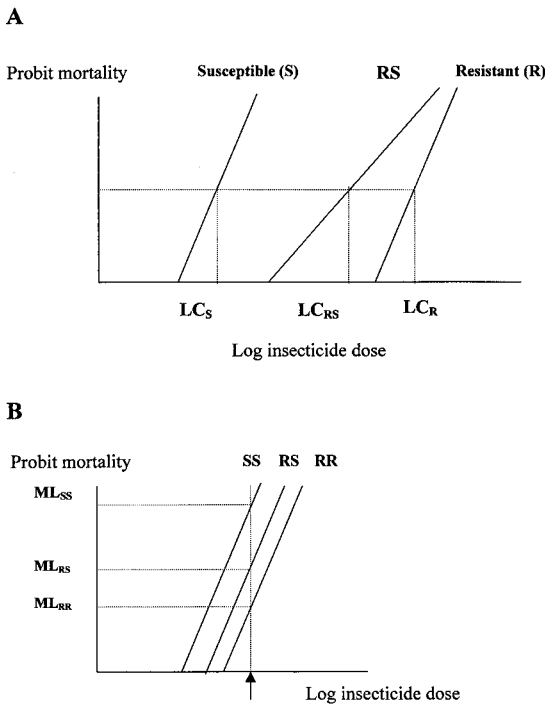 A
Probit mortality Susceptible (S) RS Resistant (R)
LCS LCRS LCR
Log insecticide dose
B
Probit mortality SS RS RR
MLSS
MLRS
MLRR
Log insecticide dose